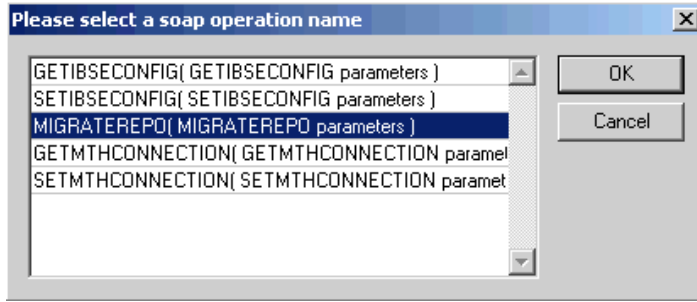 Please select a soap operation name
GETIBSECONFIG( GETIBSECONFIG parameters )
OK
SETIBSECONFIG( SETIBSECONFIG parameters )
MIGRATEREPO( MIGRATEREPO parameters )
Cancel
GETMTHCONNECTION( GETMTHCONNECTION paramet
SETMTHCONNECTION( SETMTHCONNECTION paramet